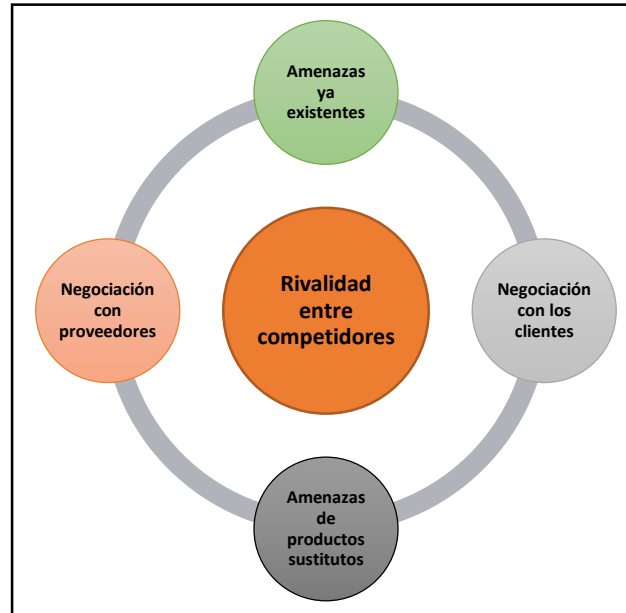 Amenazas
ya
existentes
Negociación
con
proveedores
Rivalidad
entre
competidores
Negociación
con los
clientes
Amenazas
de
productos
sustitutos